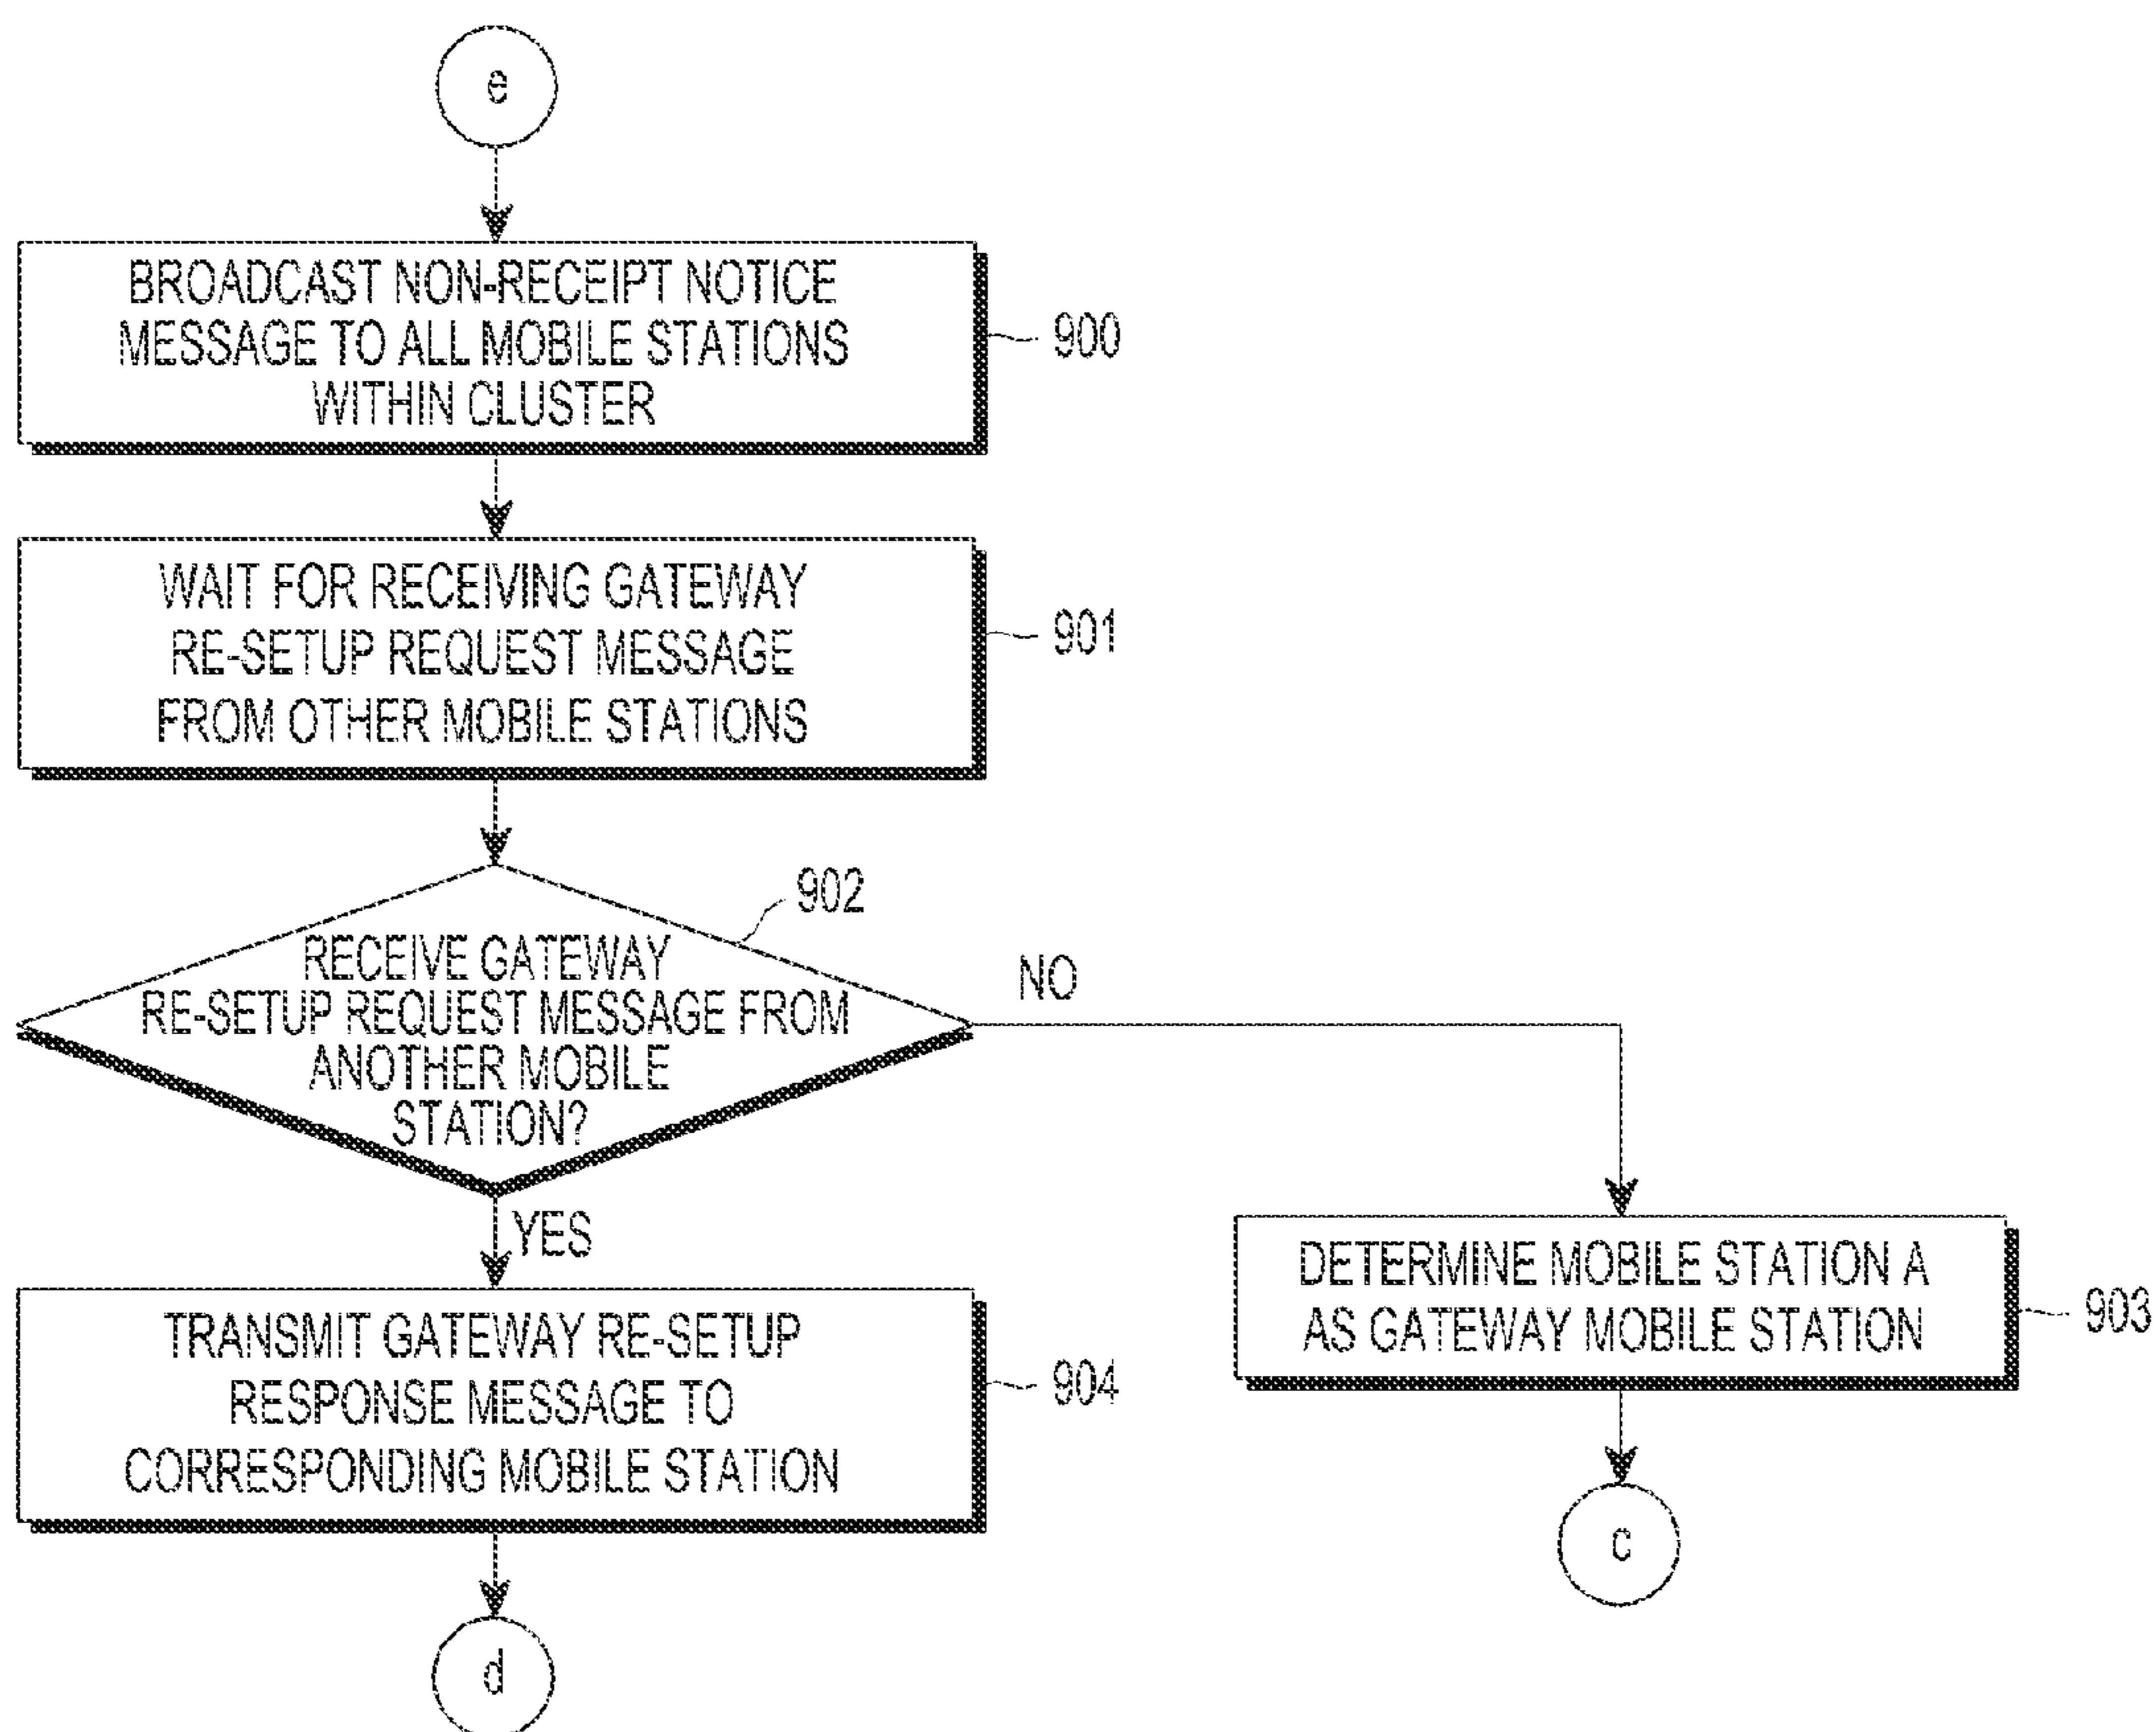 e
BROADCAST NON-RECEIPT NOTICE
MESSAGE TO ALL MOBILE STATIONS
WITHIN CLUSTER
900
WAIT FOR RECEIVING GATEWAY
RE-SETUP REQUEST MESSAGE
FROM OTHER MOBILE STATIONS
901
902
RECEIVE GATEWAY
RE-SETUP REQUEST MESSAGE FROM
ANOTHER MOBILE
STATION?
NO
YES
DETERMINE MOBILE STATION A
AS GATEWAY MOBILE STATION
903
TRANSMIT GATEWAY RE-SETUP
RESPONSE MESSAGE TO
CORRESPONDING MOBILE STATION
904
c
d